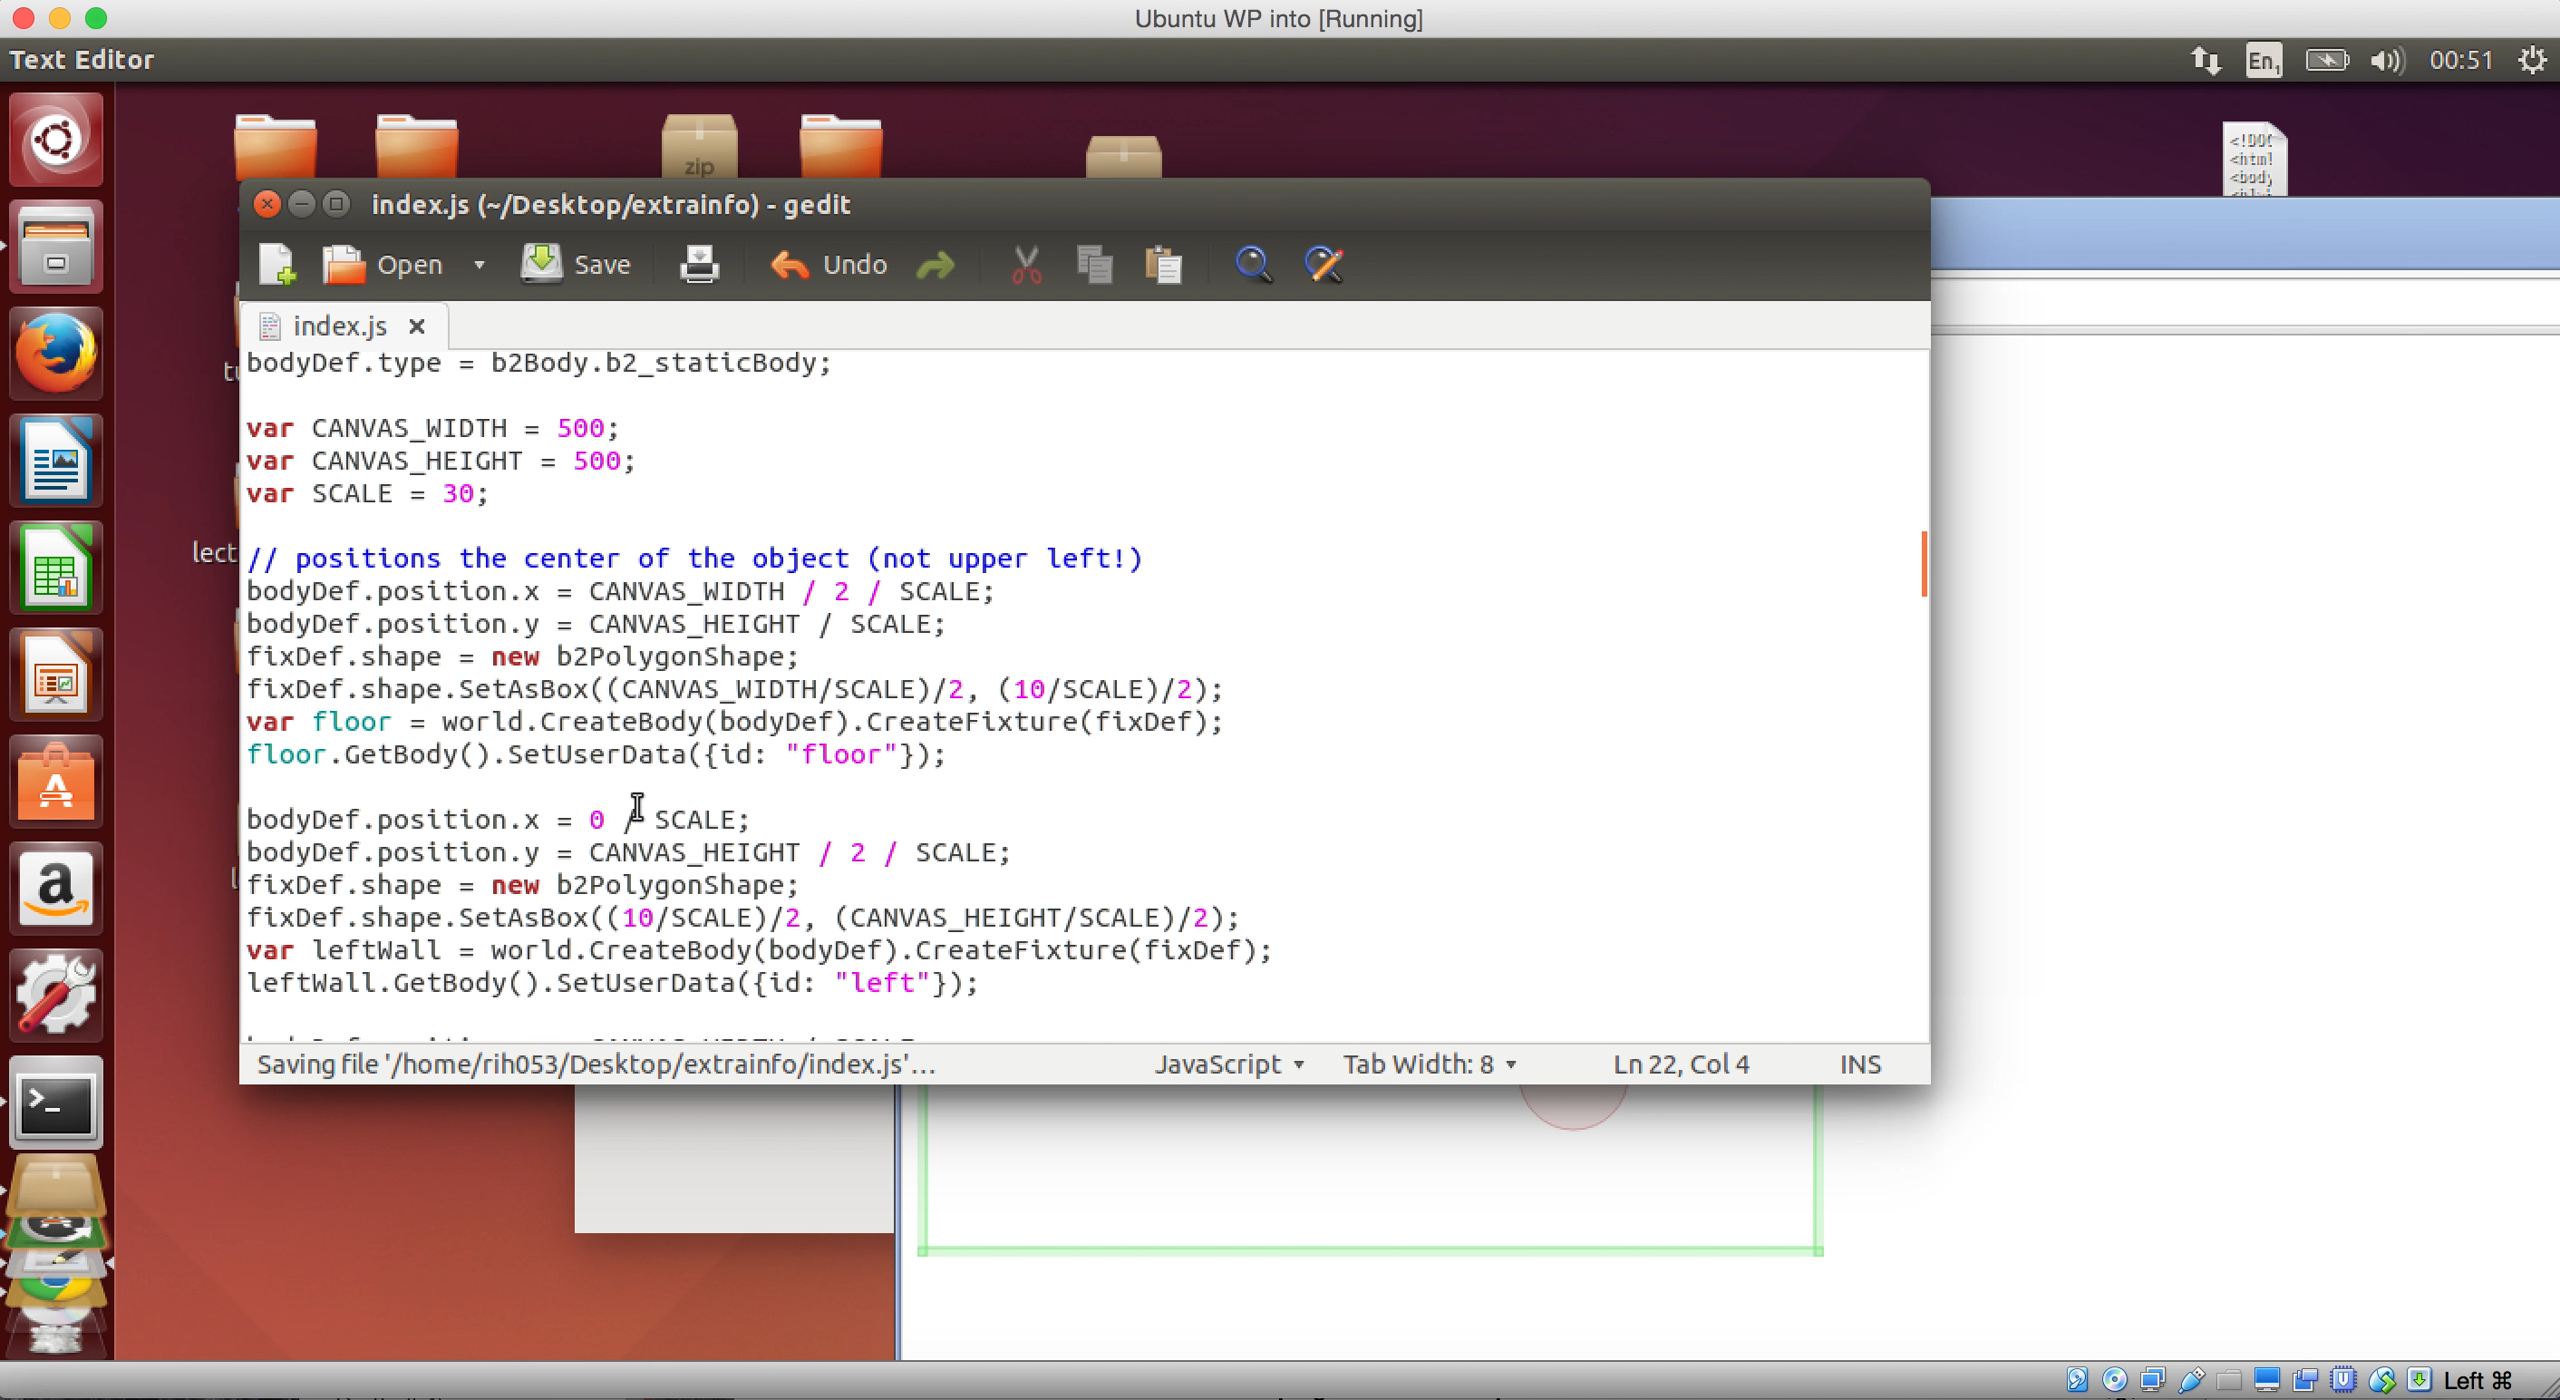 Ubuntu WP into [Running]
Text Editor
En1
00:51
zip
<!DOC
<html
<body
index.js (~/Desktop/extrainfo) - gedit
Open
Save
Undo
index.js
bodyDef.type = b2Body.b2_staticBody;
var CANVAS_WIDTH = 500;
var CANVAS_HEIGHT = 500;
var SCALE = 30;
lect
// positions the center of the object (not upper left!)
bodyDef.position.x = CANVAS_WIDTH / 2 / SCALE;
bodyDef.position.y = CANVAS_HEIGHT / SCALE;
fixDef.shape = new b2PolygonShape;
fixDef.shape.SetAsBox((CANVAS_WIDTH/SCALE)/2, (10/SCALE)/2);
var floor = world.CreateBody(bodyDef).CreateFixture(fixDef);
floor.GetBody().SetUserData({id: "floor"});
bodyDef.position.x = 0 / SCALE;
bodyDef.position.y = CANVAS_HEIGHT / 2 / SCALE;
fixDef.shape = new b2PolygonShape;
fixDef.shape.SetAsBox((10/SCALE)/2, (CANVAS_HEIGHT/SCALE)/2);
var leftWall = world.CreateBody(bodyDef).CreateFixture(fixDef);
leftWall.GetBody().SetUserData({id: "left"});
Saving file '/home/rih053/Desktop/extrainfo/index.js'...
JavaScript
Tab Width: 8
Ln 22, Col 4
INS
Left ⌘